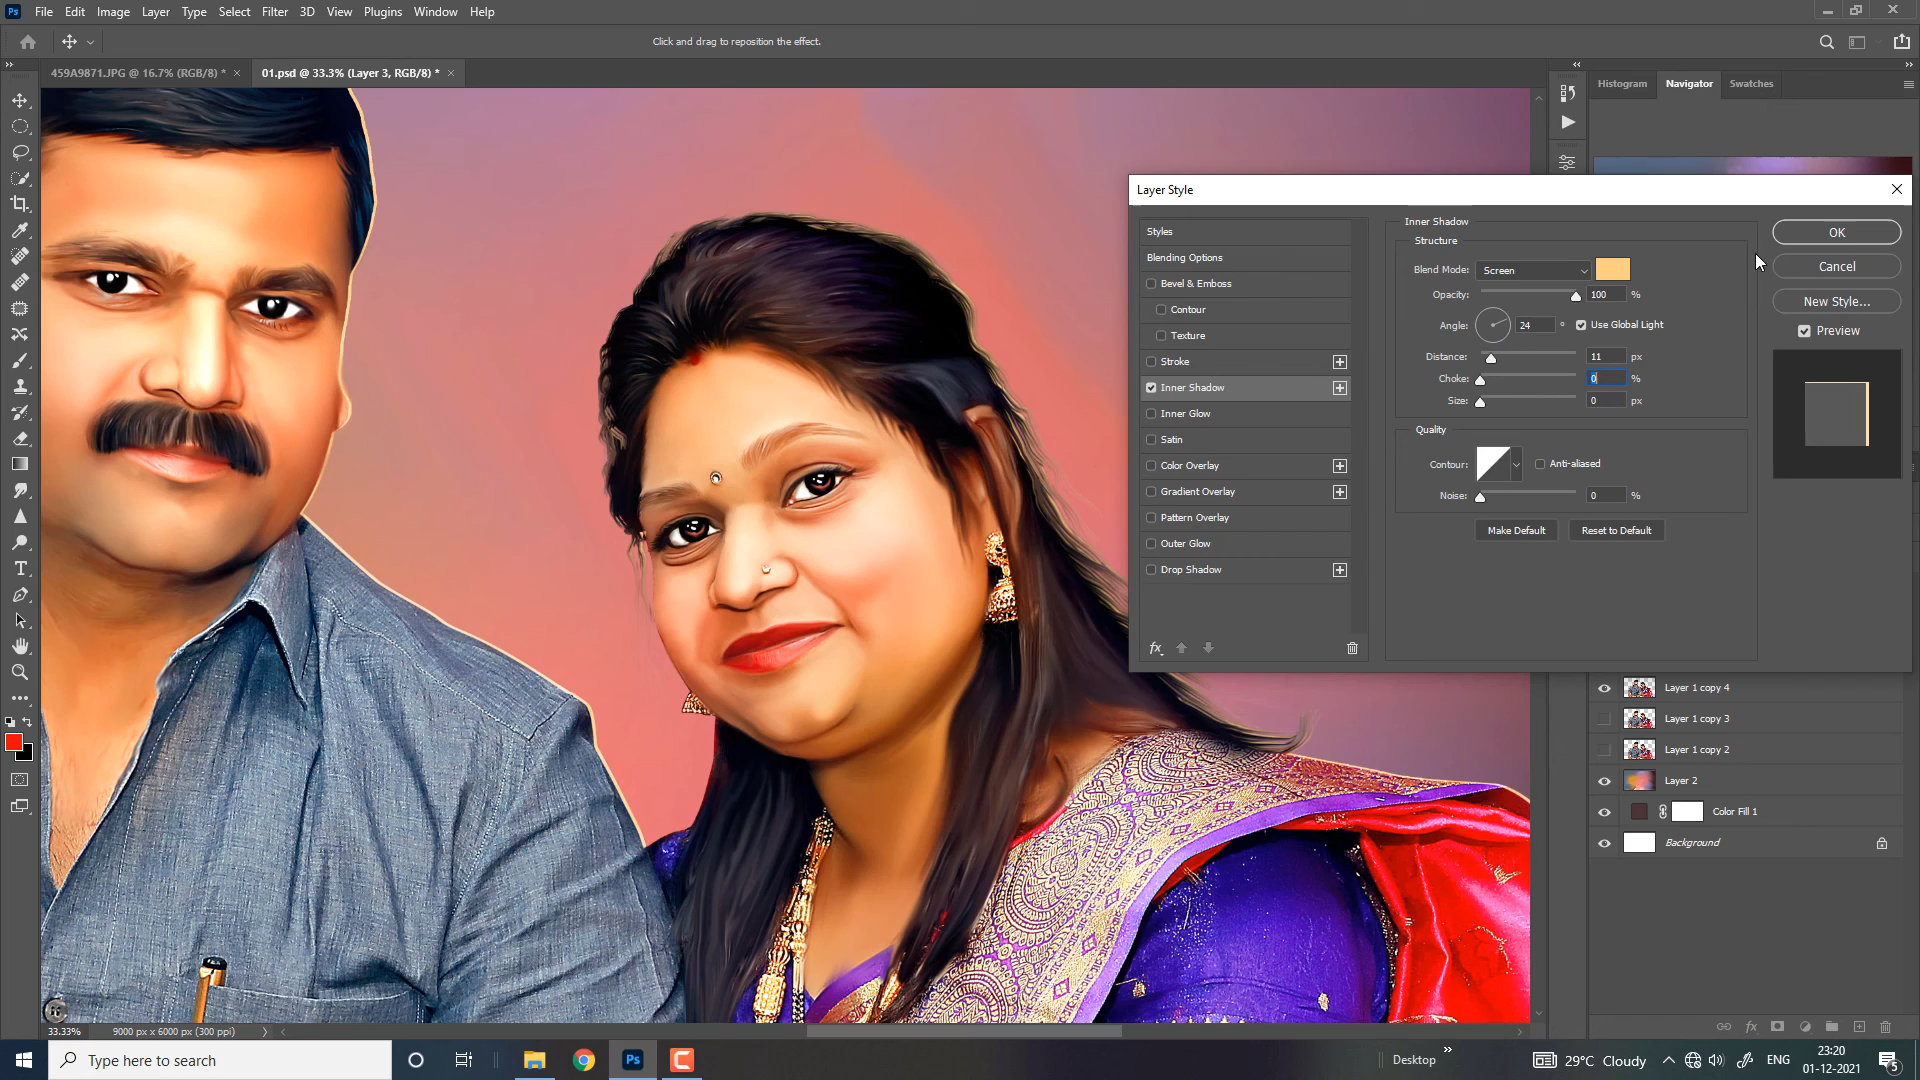 Ps File Edit Image Layer Type Select Filter 3D View Plugins Window Help
Click and drag to reposition the effect.
459A9871.JPG @ 16.7% (RGB/8) * ×
01.psd @ 33.3% (Layer 3, RGB/8) * ×
Histogram Navigator Swatches
Layer Style
Styles
Blending Options
Bevel & Emboss
Contour
Texture
Stroke
Inner Shadow
Inner Glow
Satin
Color Overlay
Gradient Overlay
Pattern Overlay
Outer Glow
Drop Shadow
fx
Inner Shadow
Structure
Blend Mode: Screen
Opacity: 100 %
Angle: 24 ° Use Global Light
Distance: 11 px
Choke: 0 %
Size: 0 px
Quality
Contour: Anti-aliased
Noise: 0 %
Make Default Reset to Default
OK
Cancel
New Style...
Preview
Layer 1 copy 4
Layer 1 copy 3
Layer 1 copy 2
Layer 2
Color Fill 1
Background
fx
33.33% 9000 px x 6000 px (300 ppi)
Type here to search
Ps
Desktop
29°C Cloudy
ENG
23:20
01-12-2021
5